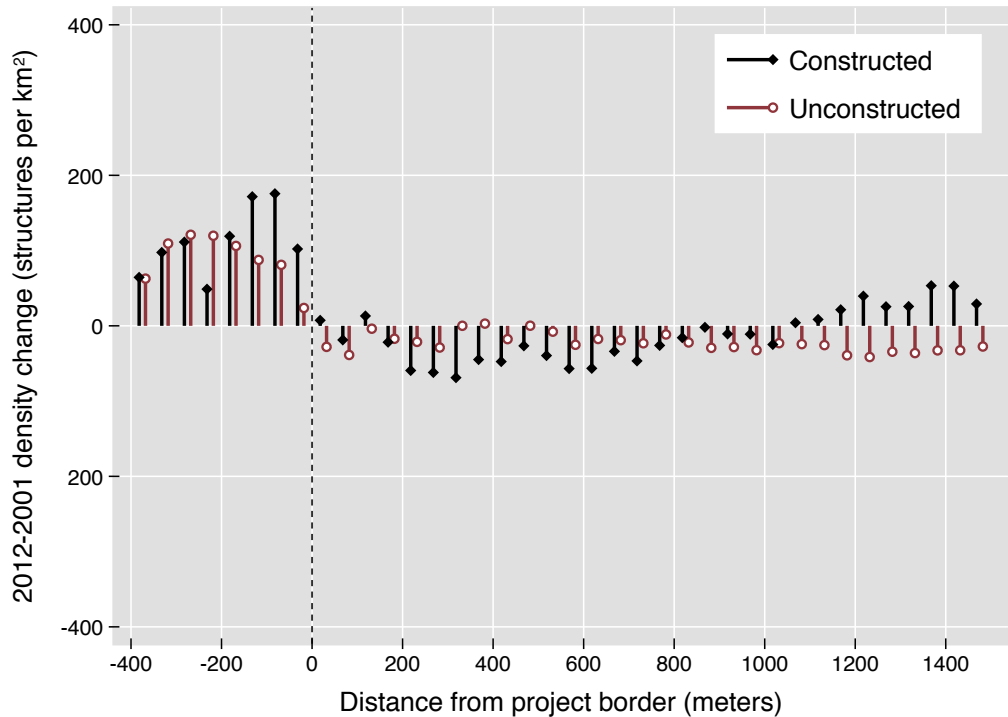 400
200
0
200
-400
2012-2001 density change (structures per km²)
Constructed
Unconstructed
-400 -200 0 200 400 600 800 1000 1200 1400
Distance from project border (meters)